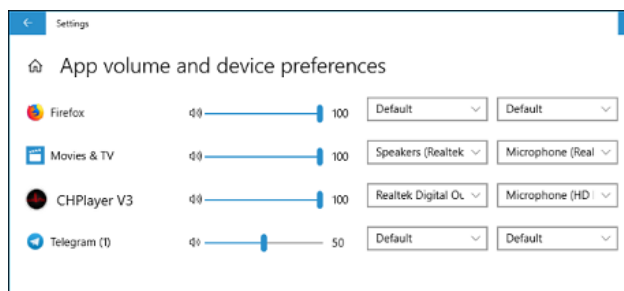 Settings
App volume and device preferences
Firefox 100 Default Default
Movies & TV 100 Speakers (Realtek Microphone (Real
CHPlayer V3 100 Realtek Digital Ou Microphone (HD
Telegram (1) 50 Default Default